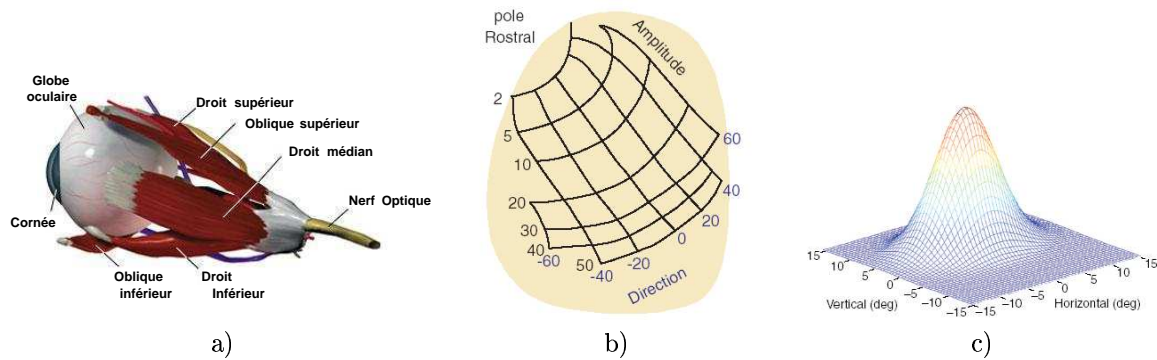 Globe
oculaire
Droit supérieur
Oblique supérieur
Droit médian
Nerf Optique
Cornée
Oblique
inférieur
Droit
Inférieur
a)
pole
Rostral
Amplitude
2
5
10
20
30
40
50
-60
-40
-20
0
20
40
60
Direction
b)
15
10
5
0
−5
−10
−15
Vertical (deg)
−15
−10
−5
0
5
10
15
Horizontal (deg)
c)